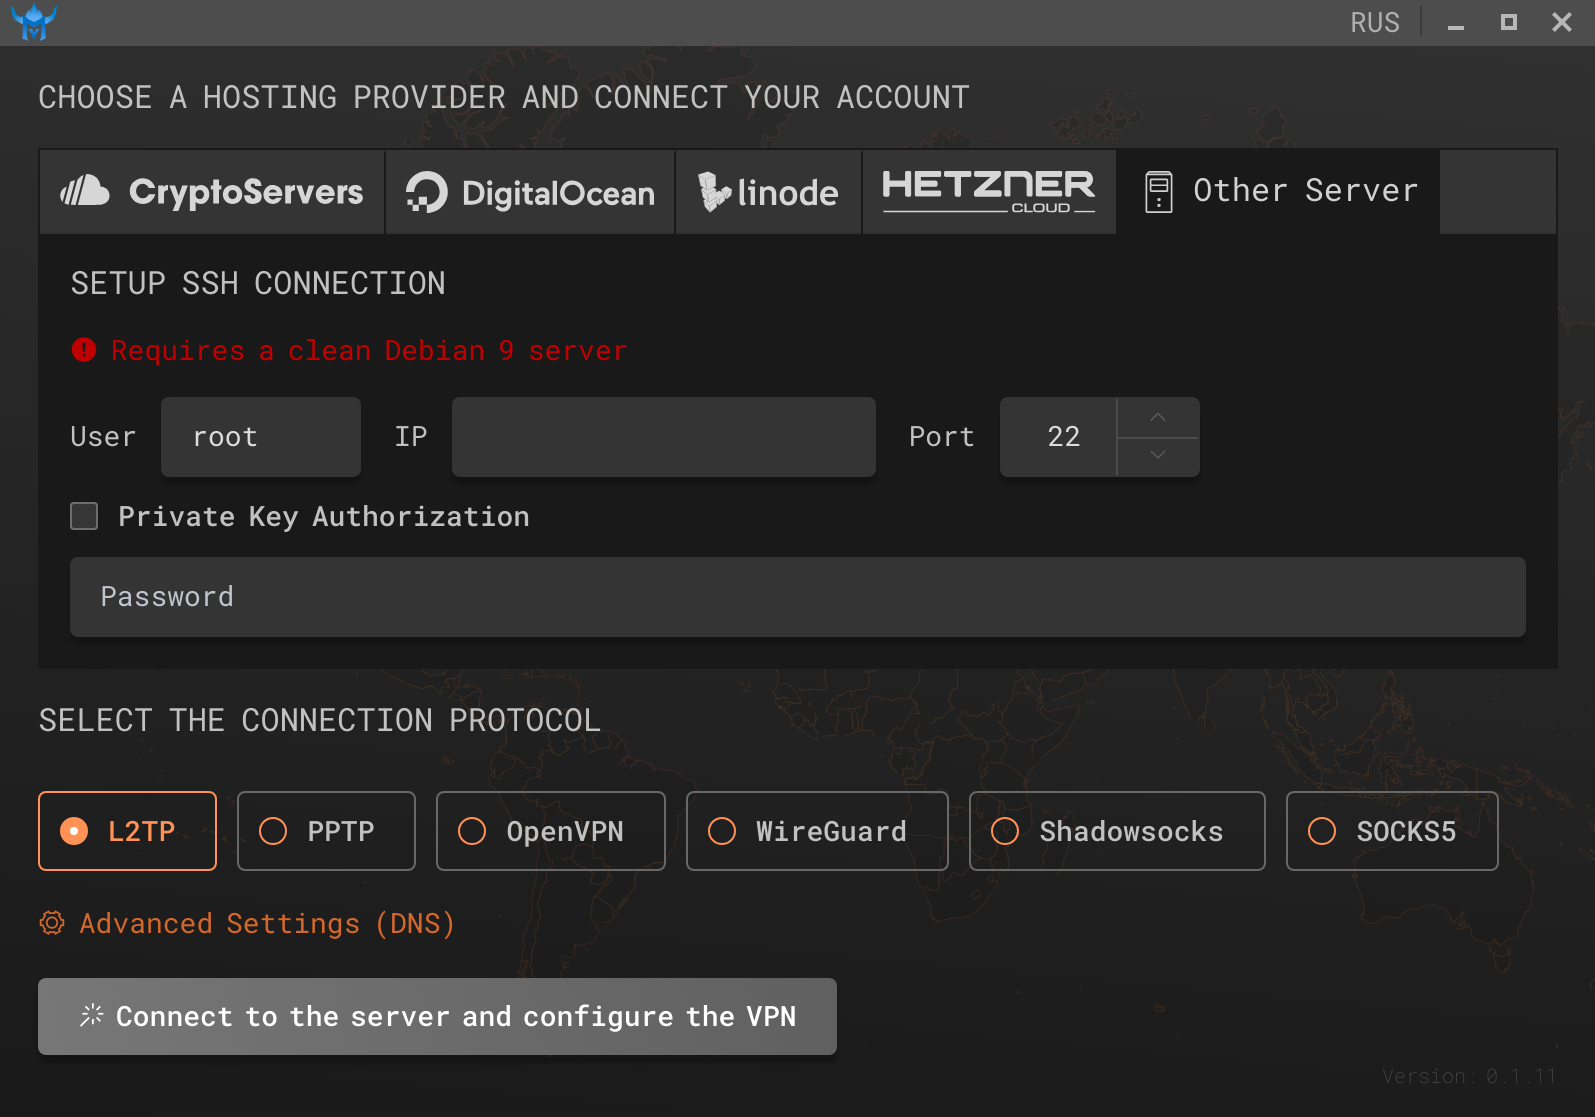 RUS
CHOOSE A HOSTING PROVIDER AND CONNECT YOUR ACCOUNT
CryptoServers DigitalOcean linode HETZNER CLOUD Other Server
SETUP SSH CONNECTION
Requires a clean Debian 9 server
User root IP Port 22
Private Key Authorization
Password
SELECT THE CONNECTION PROTOCOL
L2TP PPTP OpenVPN WireGuard Shadowsocks SOCKS5
Advanced Settings (DNS)
Connect to the server and configure the VPN
Version: 0.1.11